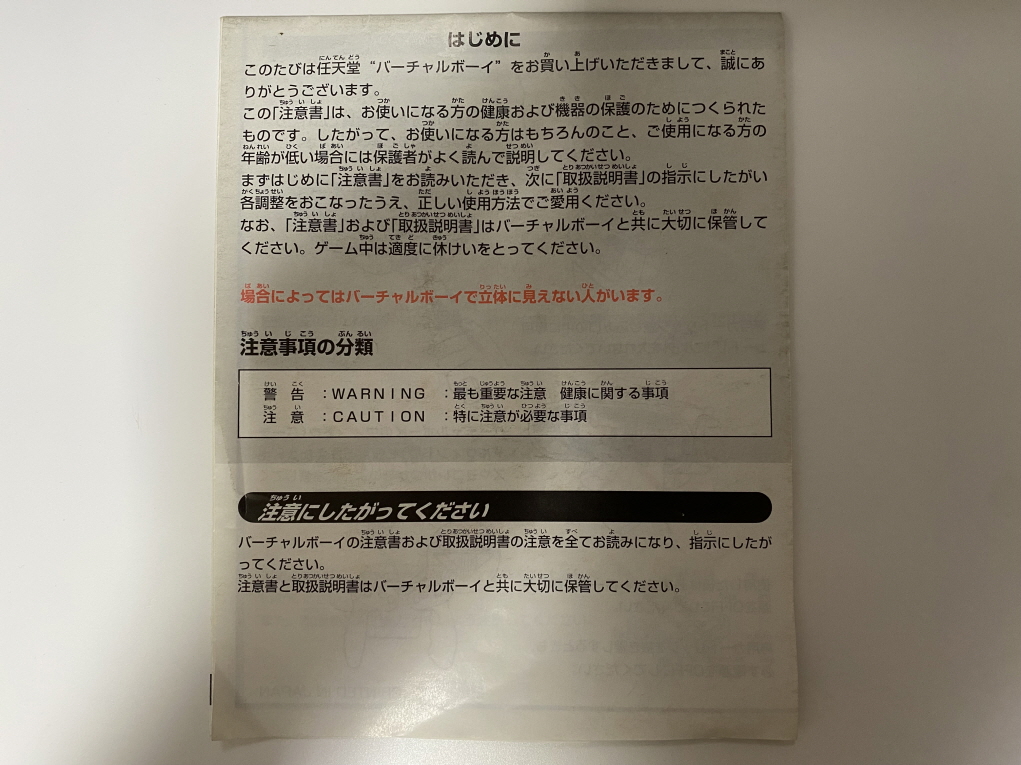 はじめに
このたびは任天堂 “バーチャルボーイ” をお買い上げいただきまして、誠にあ
りがとうございます。
この「注意書」は、お使いになる方の健康および機器の保護のためにつくられた
ものです。したがって、お使いになる方はもちろんのこと、ご使用になる方の
年齢が低い場合には保護者がよく読んで説明してください。
まずはじめに「注意書」をお読みいただき、次に「取扱説明書」の指示にしたがい
各調整をおこなったうえ、正しい使用方法でご愛用ください。
なお、「注意書」および「取扱説明書」はバーチャルボーイと共に大切に保管して
ください。ゲーム中は適度に休けいをとってください。
場合によってはバーチャルボーイで立体に見えない人がいます。
注意事項の分類
警 告 :WARNING :最も重要な注意 健康に関する事項
注 意 :CAUTION :特に注意が必要な事項
注意にしたがってください
バーチャルボーイの注意書および取扱説明書の注意を全てお読みになり、指示にしたが
ってください。
注意書と取扱説明書はバーチャルボーイと共に大切に保管してください。